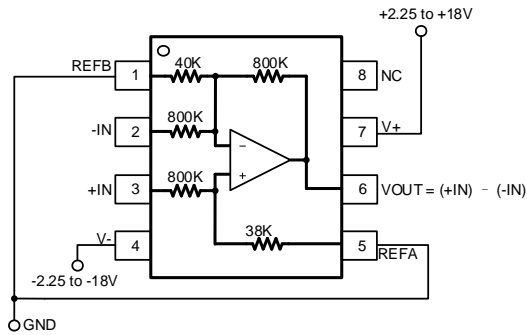 +2.25 to +18V
REFB
1
40K
800K
8
NC
-IN
2
800K
7
V+
+IN
3
800K
6
VOUT = (+IN) - (-IN)
−
+
V-
4
38K
5
REFA
-2.25 to -18V
GND